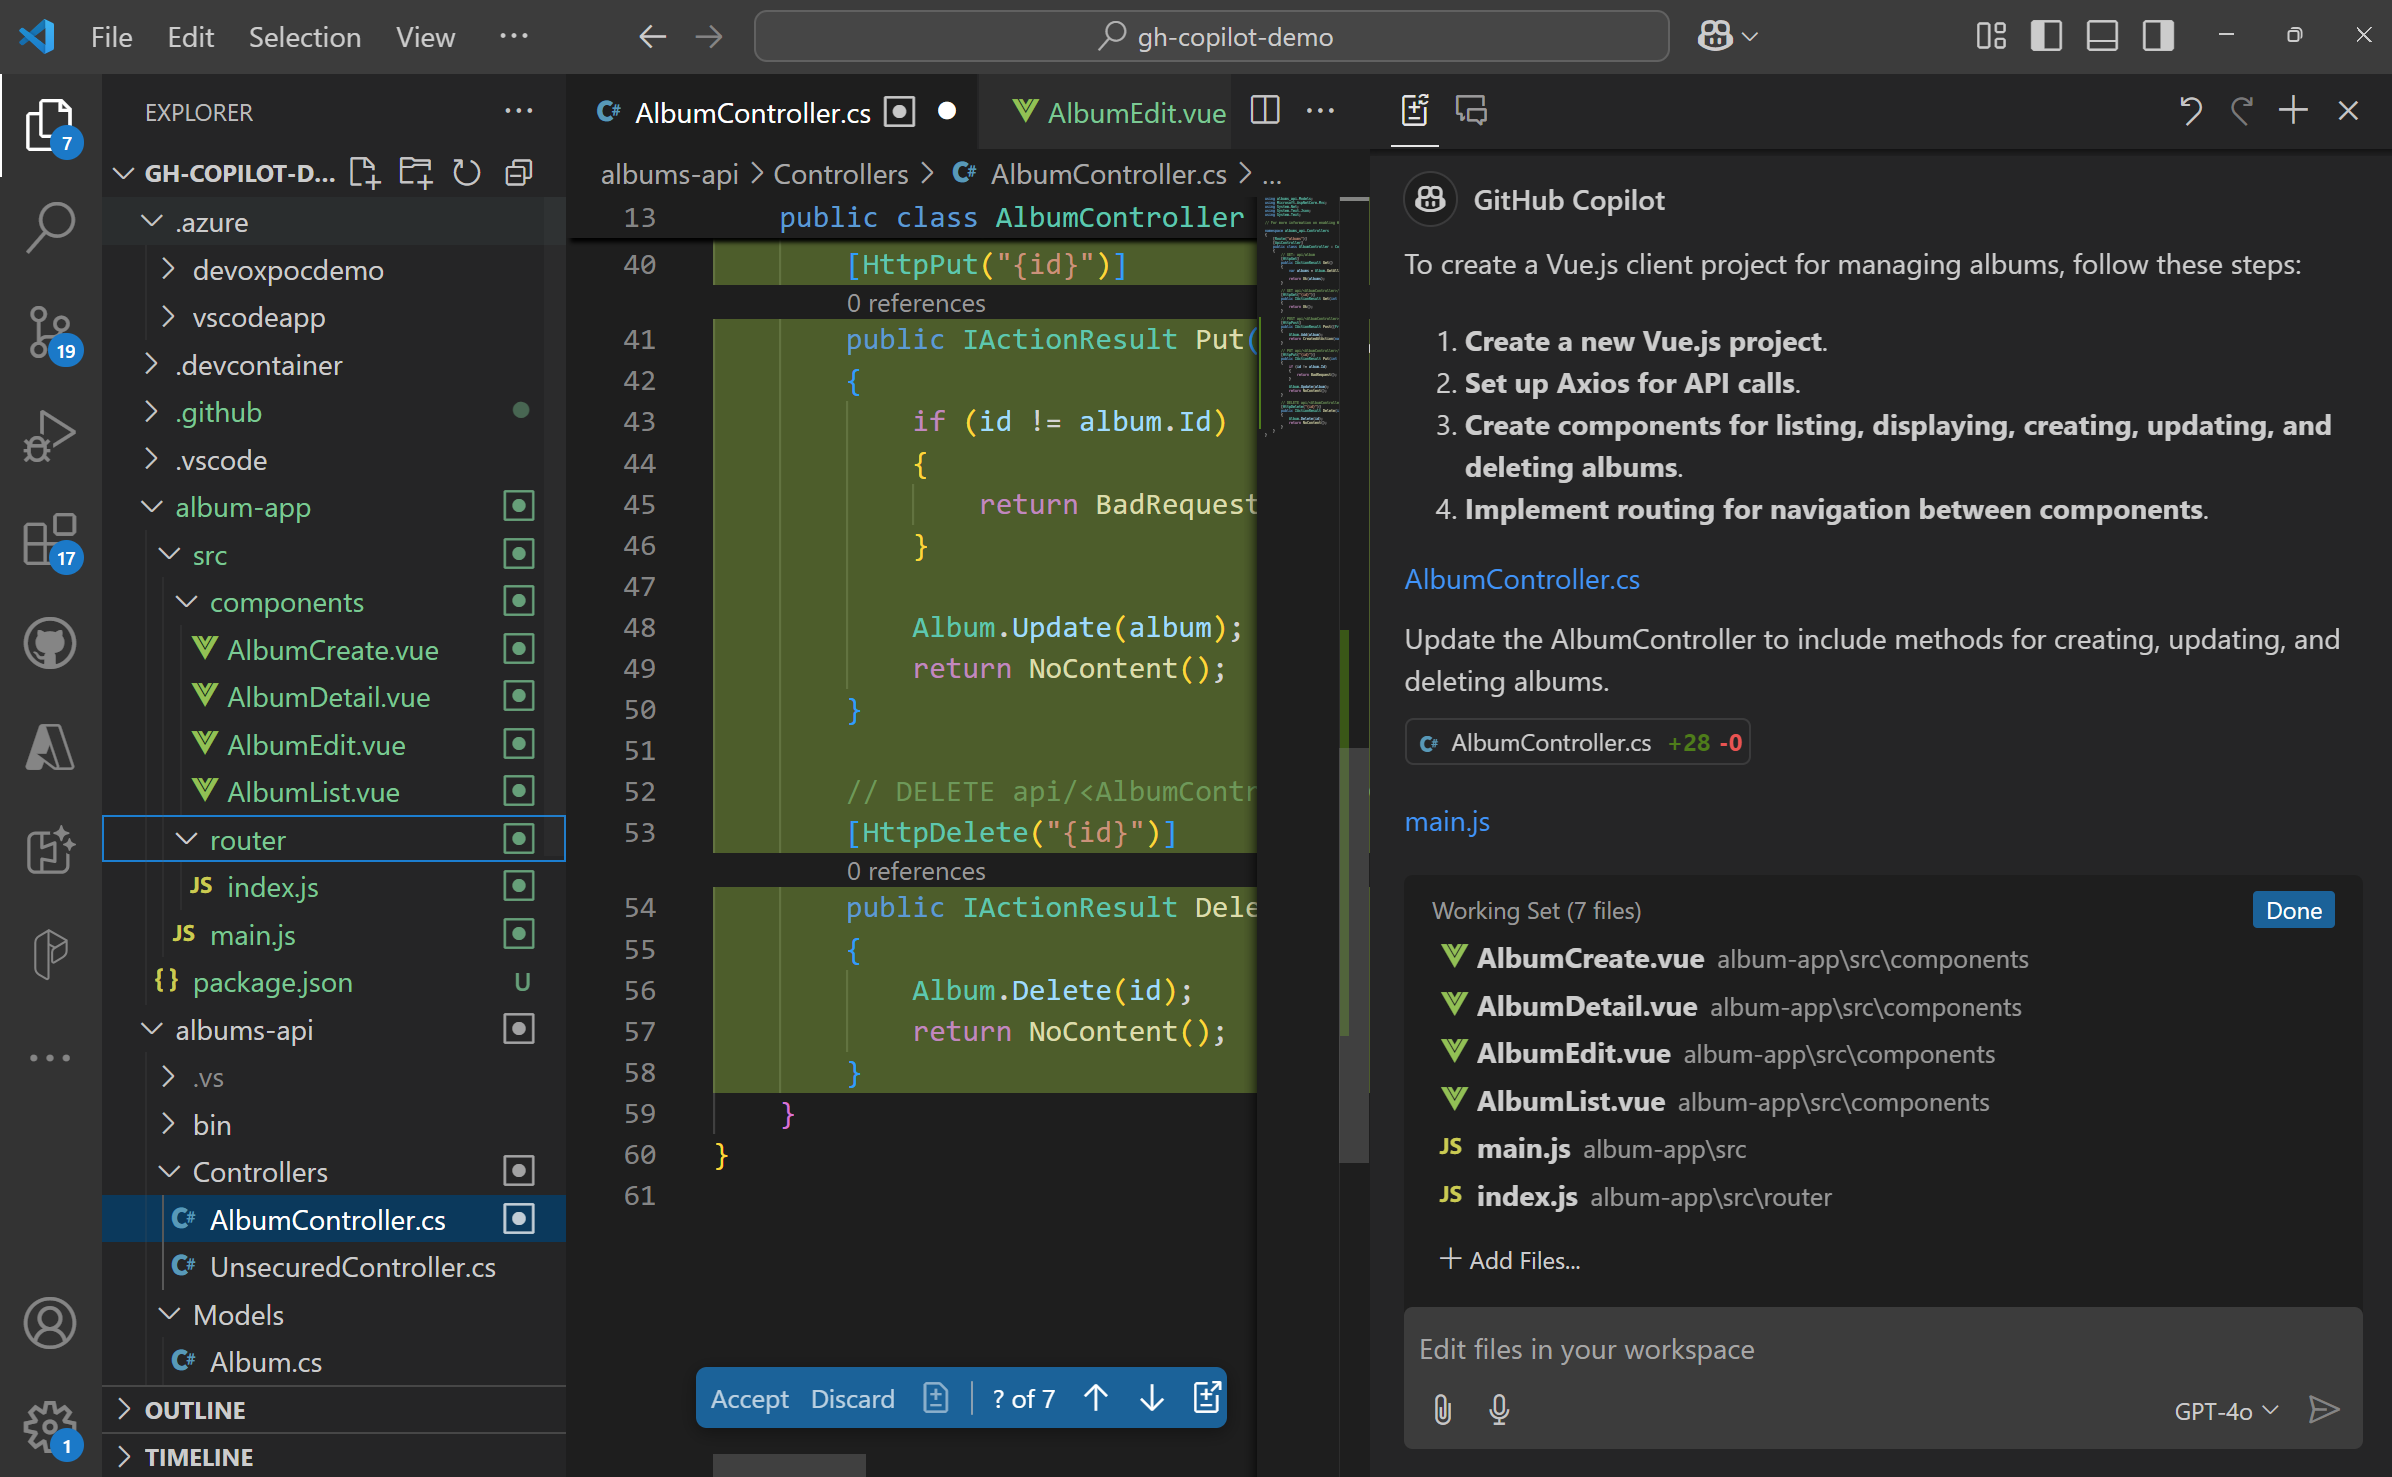 File Edit Selection View ...
gh-copilot-demo
EXPLORER
7
19
17
1
GH-COPILOT-D...
.azure
devoxpocdemo
vscodeapp
.devcontainer
.github
.vscode
album-app
src
components
AlbumCreate.vue
AlbumDetail.vue
AlbumEdit.vue
AlbumList.vue
router
JS index.js
JS main.js
{} package.json U
albums-api
.vs
bin
Controllers
C# AlbumController.cs
C# UnsecuredController.cs
Models
C# Album.cs
OUTLINE
TIMELINE
C# AlbumController.cs
AlbumEdit.vue
albums-api > Controllers > C# AlbumController.cs > ...
13 public class AlbumController
40 [HttpPut("{id}")]
0 references
41 public IActionResult Put(
42 {
43 if (id != album.Id)
44 {
45 return BadRequest
46 }
47
48 Album.Update(album);
49 return NoContent();
50 }
51
52 // DELETE api/<AlbumContr
53 [HttpDelete("{id}")]
0 references
54 public IActionResult Dele
55 {
56 Album.Delete(id);
57 return NoContent();
58 }
59 }
60 }
61
Accept Discard ? of 7
GitHub Copilot
To create a Vue.js client project for managing albums, follow these steps:
1. Create a new Vue.js project.
2. Set up Axios for API calls.
3. Create components for listing, displaying, creating, updating, and
deleting albums.
4. Implement routing for navigation between components.
AlbumController.cs
Update the AlbumController to include methods for creating, updating, and
deleting albums.
C# AlbumController.cs +28 -0
main.js
Working Set (7 files)
Done
AlbumCreate.vue album-app\src\components
AlbumDetail.vue album-app\src\components
AlbumEdit.vue album-app\src\components
AlbumList.vue album-app\src\components
JS main.js album-app\src
JS index.js album-app\src\router
+ Add Files...
Edit files in your workspace
GPT-4o